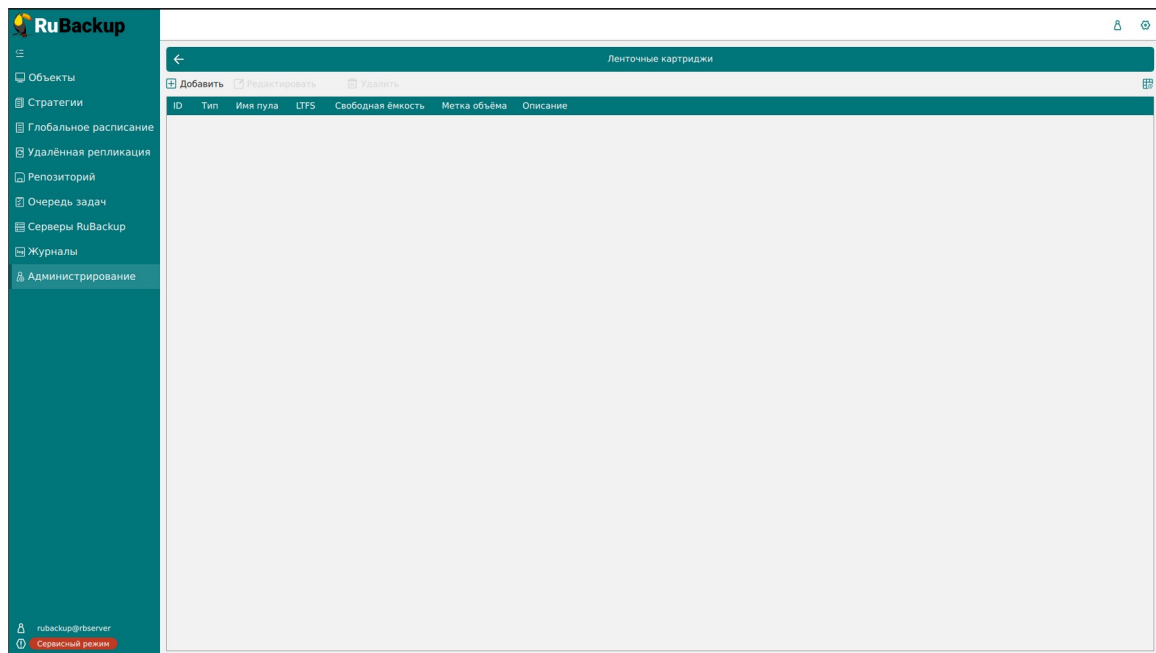 RuBackup
Объекты
Стратегии
Глобальное расписание
Удалённая репликация
Репозиторий
Очередь задач
Серверы RuBackup
Журналы
Администрирование
rubackup@rbserver
Сервисный режим
Ленточные картриджи
Добавить Редактировать Удалить
ID Тип Имя пула LTFS Свободная ёмкость Метка объёма Описание